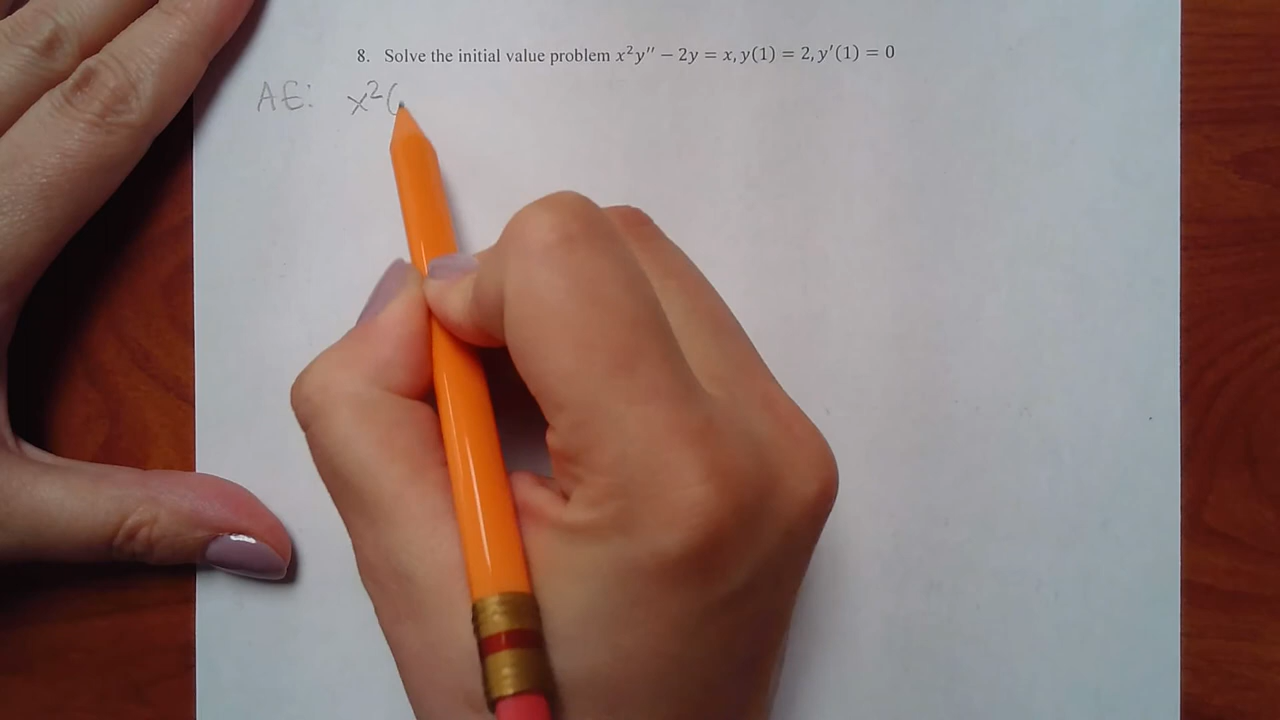 8. Solve the initial value problem x²y″ − 2y = x, y(1) = 2, y′(1) = 0
AE: x²(